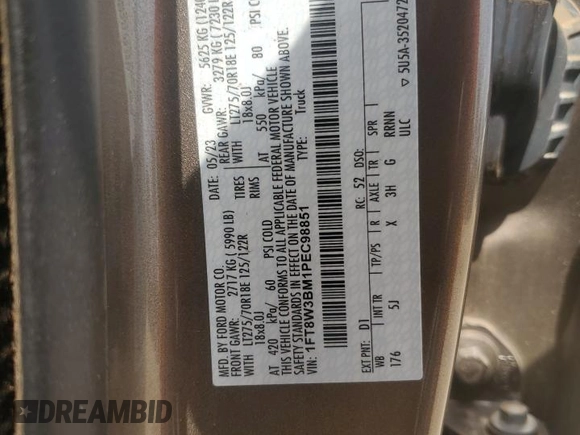 MFD. BY FORD MOTOR CO.
DATE: 05/23 GVWR: 5625 KG (
FRONT GAWR: 2717 KG ( 5990 LB) REAR GAWR: 3279 KG ( 7230
LT275/70R18E 125/122R TIRES WITH LT275/70R18E 125/122R
18x8.0J RIMS 18x8.0J
AT 420 kPa/ 60 PSI COLD AT 550 kPa/ 80 PSI COL
THIS VEHICLE CONFORMS TO ALL APPLICABLE FEDERAL MOTOR VEHICLE
SAFETY STANDARDS IN EFFECT ON THE DATE OF MANUFACTURE SHOWN ABOVE.
VIN: 1FT8W3BM1PEC98851 TYPE: Truck
EXT PNT: D1 RC: 52 DSO:
WB INT TR TP/PS R AXLE TR SPR
176 5J X 3H G RRNN
ULC
▽ 5U5A-3520472
DREAMBID